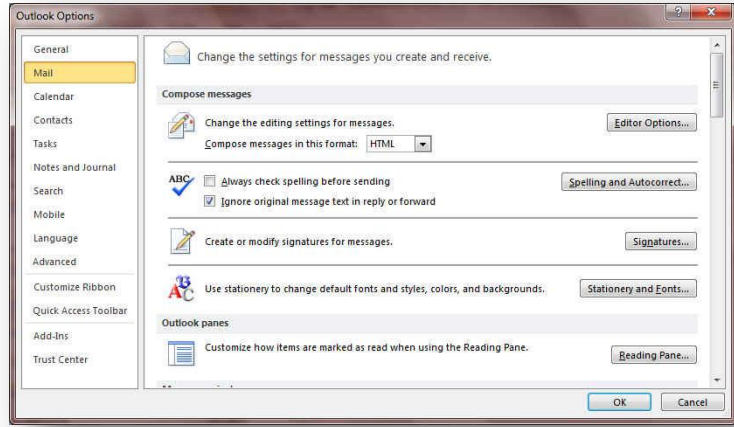 Outlook Options
General
Mail
Calendar
Contacts
Tasks
Notes and Journal
Search
Mobile
Language
Advanced
Customize Ribbon
Quick Access Toolbar
Add-Ins
Trust Center
Change the settings for messages you create and receive.
Compose messages
Change the editing settings for messages.
Editor Options...
Compose messages in this format: HTML
ABC
Always check spelling before sending
Spelling and Autocorrect...
Ignore original message text in reply or forward
Create or modify signatures for messages.
Signatures...
Use stationery to change default fonts and styles, colors, and backgrounds.
Stationery and Fonts...
Outlook panes
Customize how items are marked as read when using the Reading Pane.
Reading Pane...
OK
Cancel